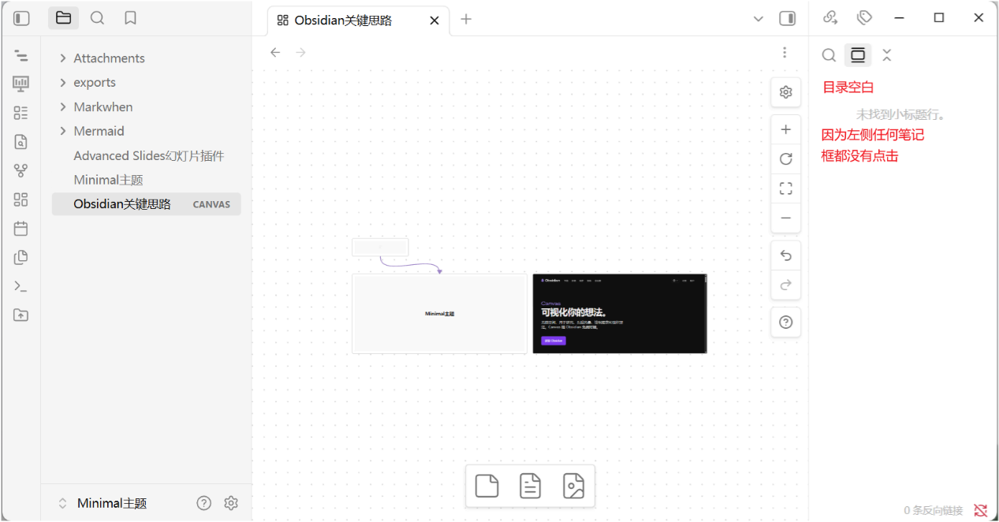 Obsidian关键思路
Attachments
exports
Markwhen
Mermaid
Advanced Slides幻灯片插件
Minimal主题
Obsidian关键思路 CANVAS
Minimal主题
Minimal主题
Obsidian
Canvas
可视化你的想法。
目录空白
未找到小标题行。
因为左侧任何笔记
框都没有点击
0 条反向链接